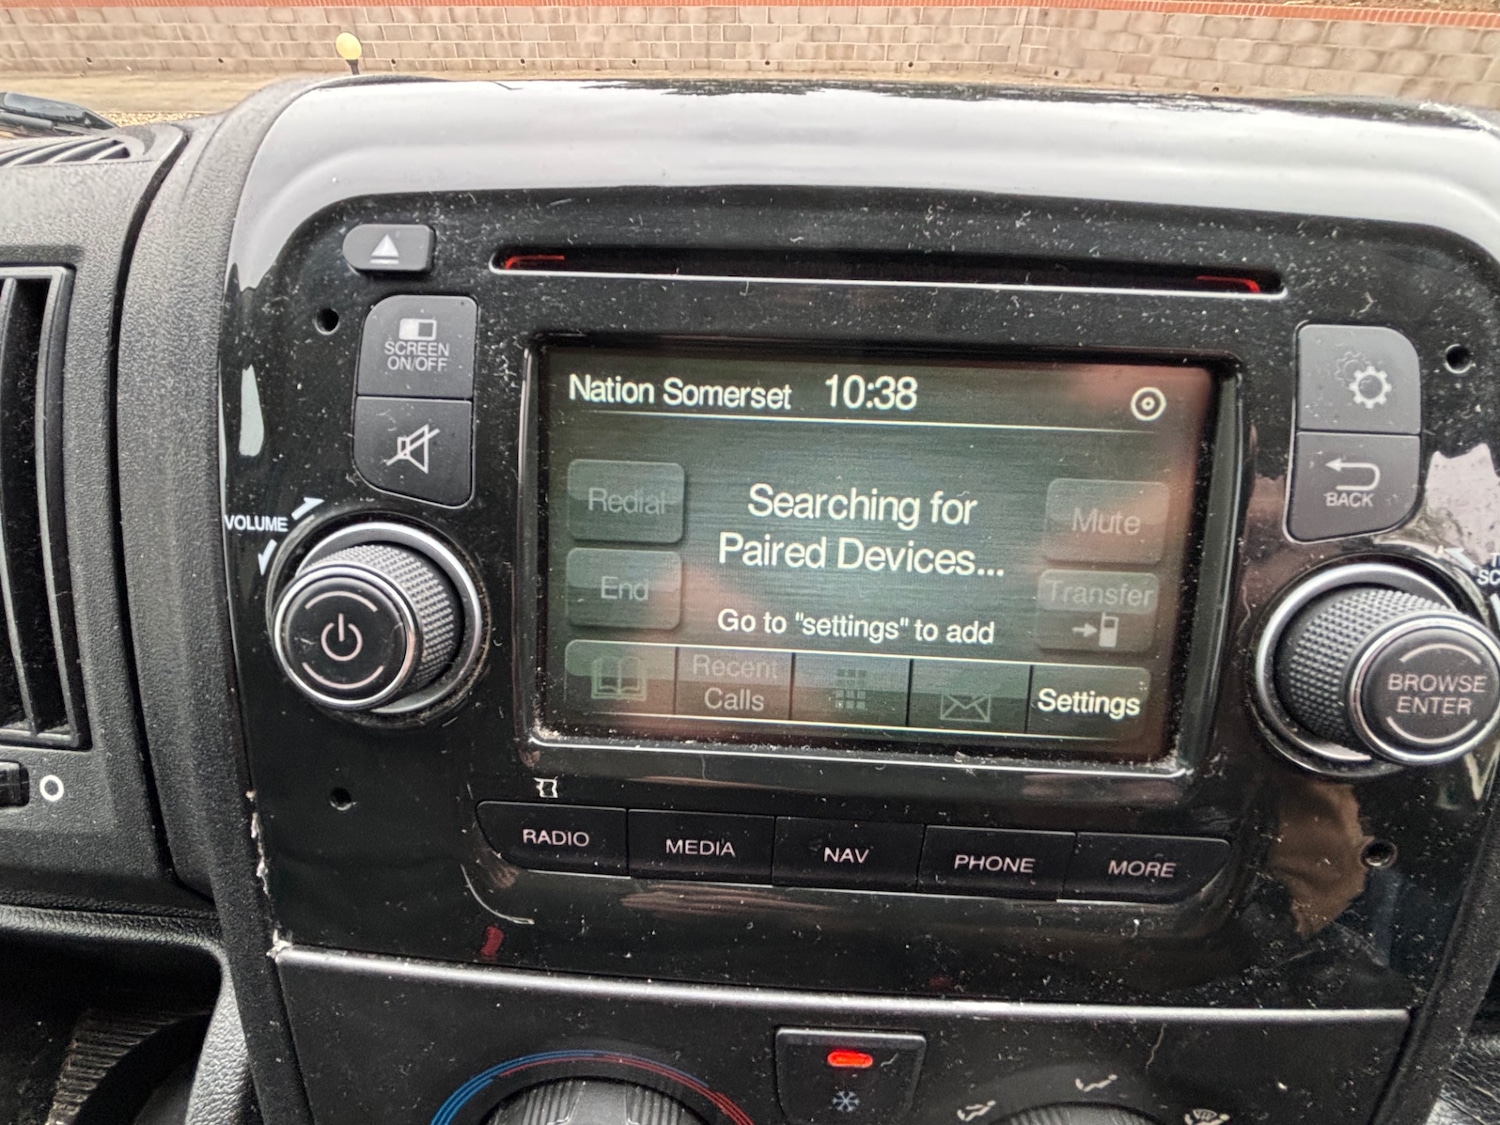 SCREEN
ON/OFF
VOLUME
Nation Somerset 10:38
Redial
Searching for
Paired Devices...
Mute
End
Transfer
Go to "settings" to add
Recent
Calls
Settings
BACK
BROWSE
ENTER
RADIO
MEDIA
NAV
PHONE
MORE